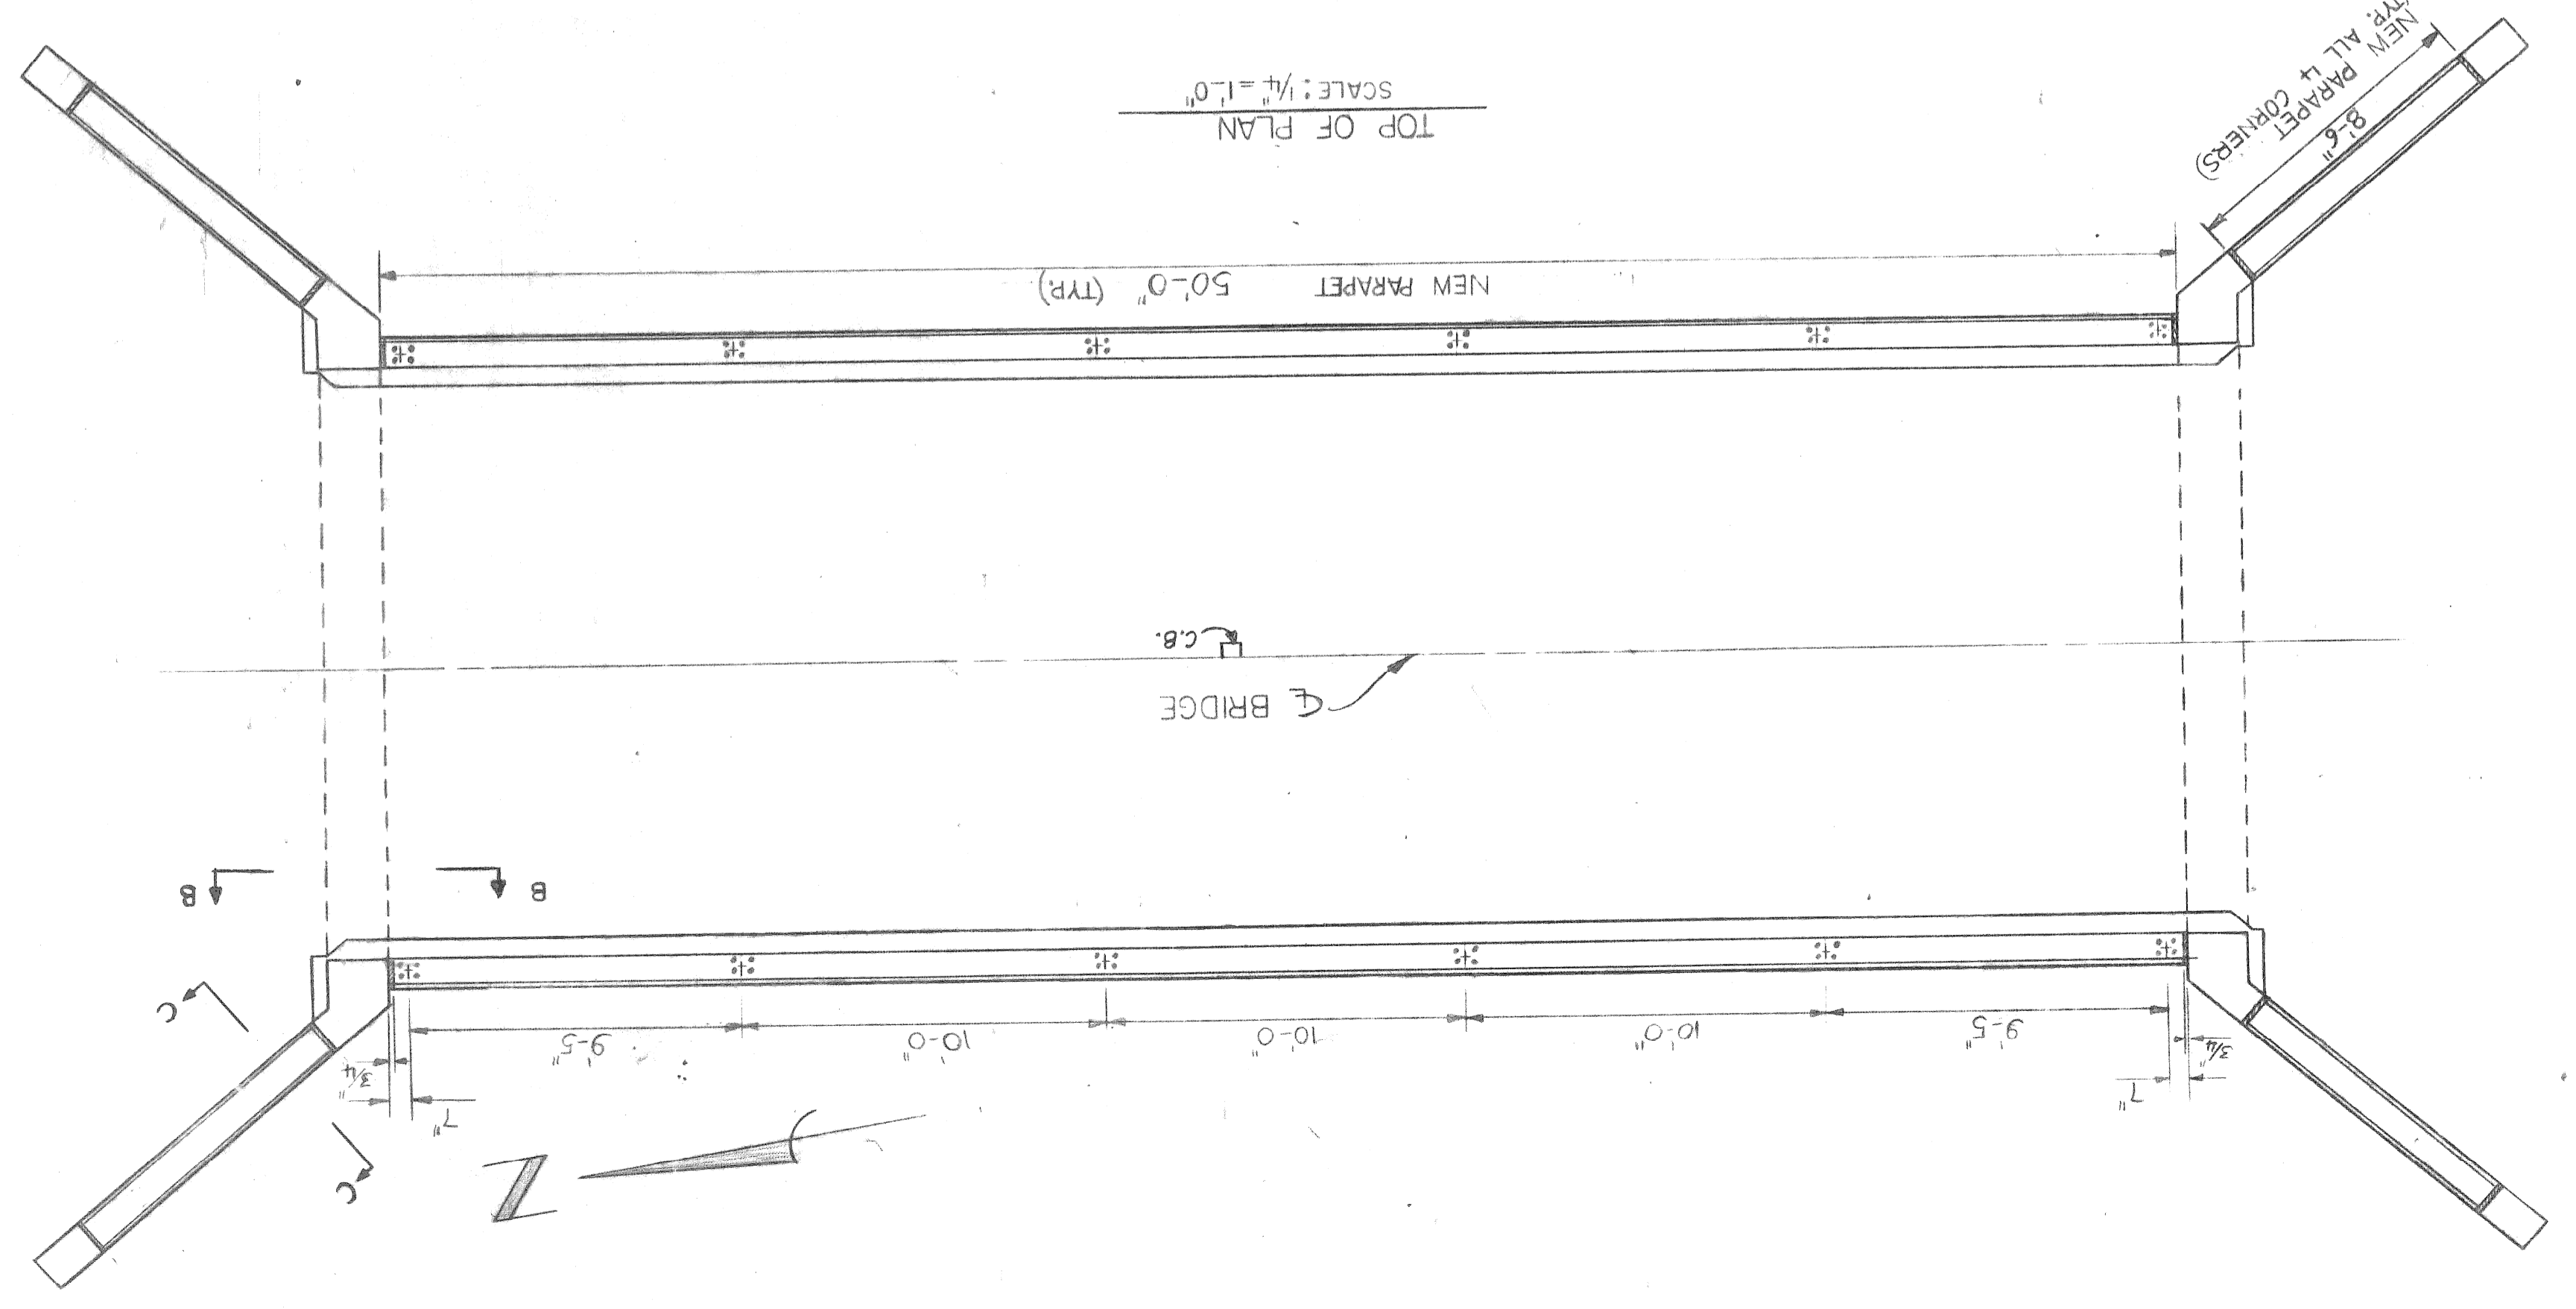 N
7"
3/4"
7"
3/4"
9'-5"
10'-0"
10'-0"
10'-0"
9'-5"
C
C
B
B
℄ BRIDGE
C.B.
NEW PARAPET 50'-0" (TYP.)
8'-6"
NEW PARAPET
(TYP. ALL 4 CORNERS)
TOP OF PLAN
SCALE: 1/4" = 1'-0"